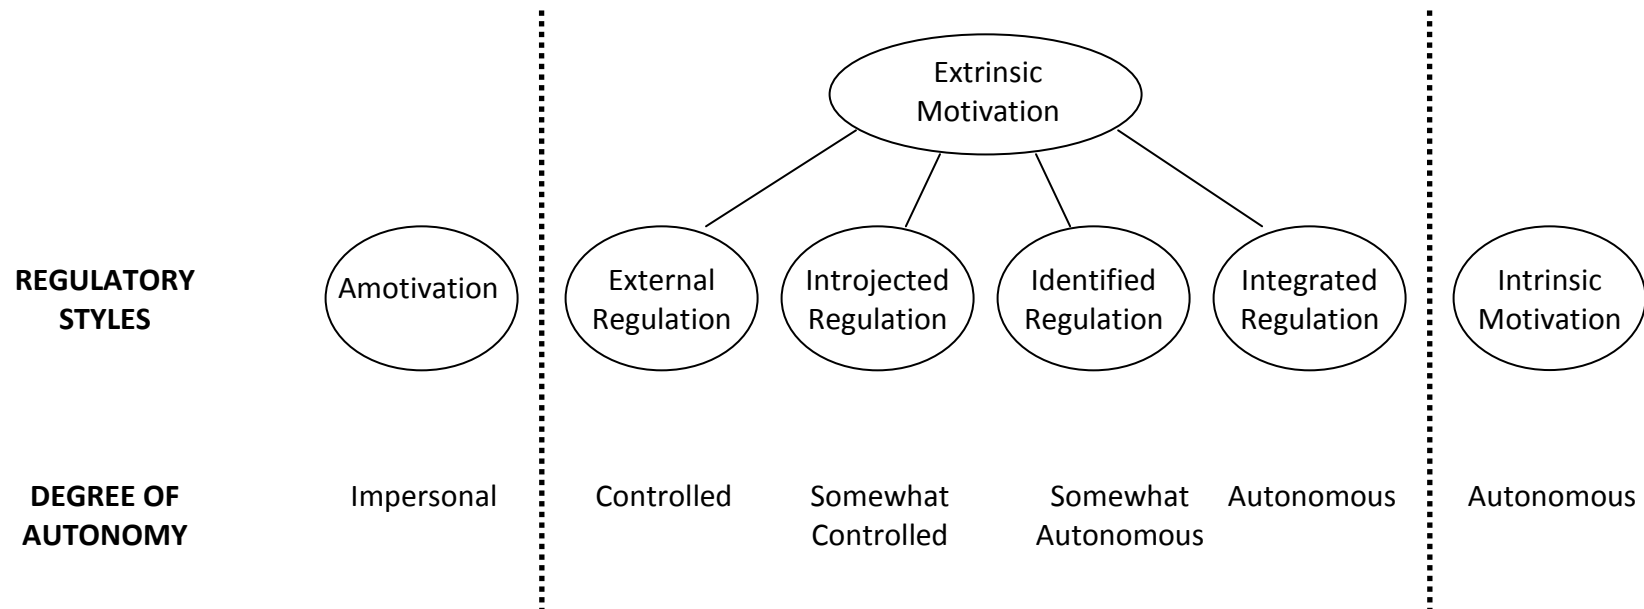 Extrinsic
Motivation
REGULATORY
STYLES
Amotivation
External
Regulation
Introjected
Regulation
Identified
Regulation
Integrated
Regulation
Intrinsic
Motivation
DEGREE OF
AUTONOMY
Impersonal
Controlled
Somewhat
Controlled
Somewhat
Autonomous
Autonomous
Autonomous